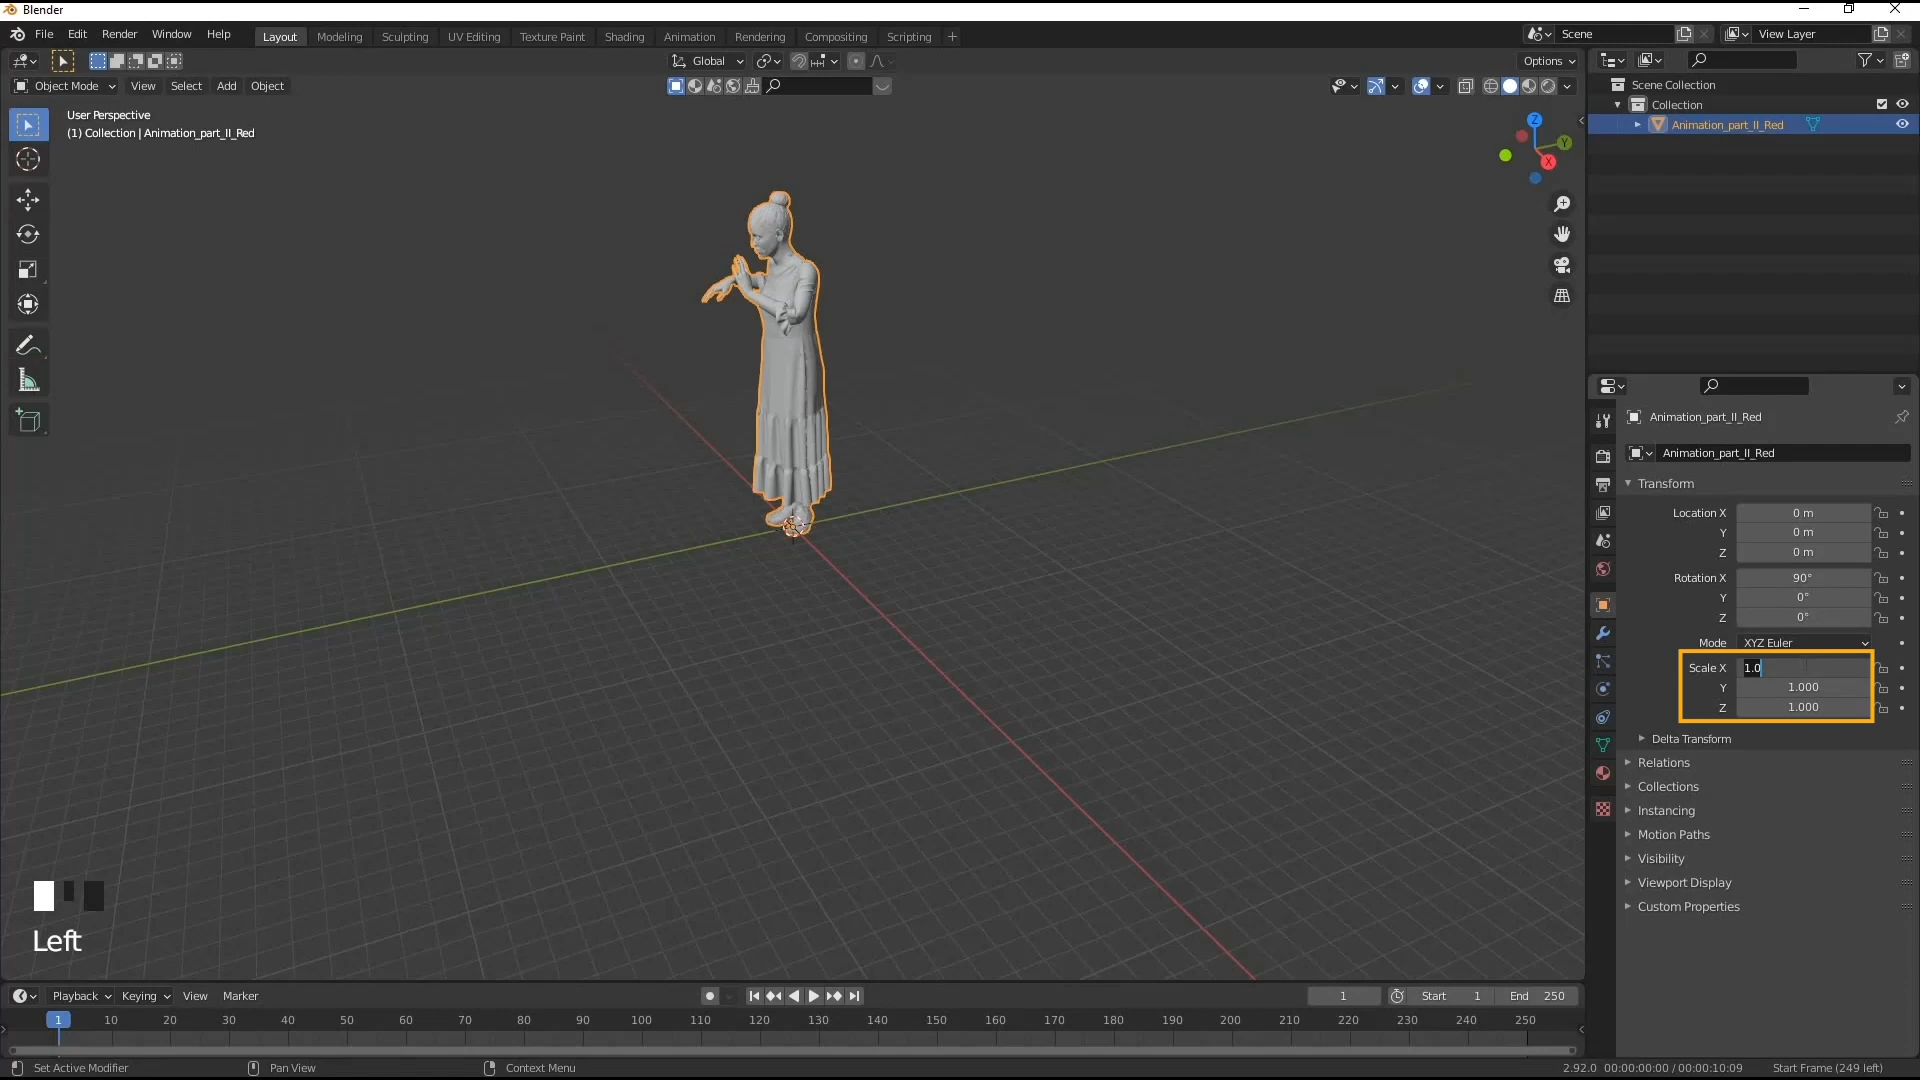 Blender
File Edit Render Window Help Layout Modeling Sculpting UV Editing Texture Paint Shading Animation Rendering Compositing Scripting + Scene View Layer
Global Options
Object Mode View Select Add Object
User Perspective
(1) Collection | Animation_part_II_Red
Z
Y
X
Scene Collection
Collection
Animation_part_II_Red
Animation_part_II_Red
Animation_part_II_Red
Transform
Location X 0 m
Y 0 m
Z 0 m
Rotation X 90°
Y 0°
Z 0°
Mode XYZ Euler
Scale X 1.0
Y 1.000
Z 1.000
Delta Transform
Relations
Collections
Instancing
Motion Paths
Visibility
Viewport Display
Custom Properties
Left
Playback Keying View Marker 1 Start 1 End 250
1 10 20 30 40 50 60 70 80 90 100 110 120 130 140 150 160 170 180 190 200 210 220 230 240 250
Set Active Modifier Pan View Context Menu 2.92.0 00:00:00:00 / 00:00:10:09 Start Frame (249 left)